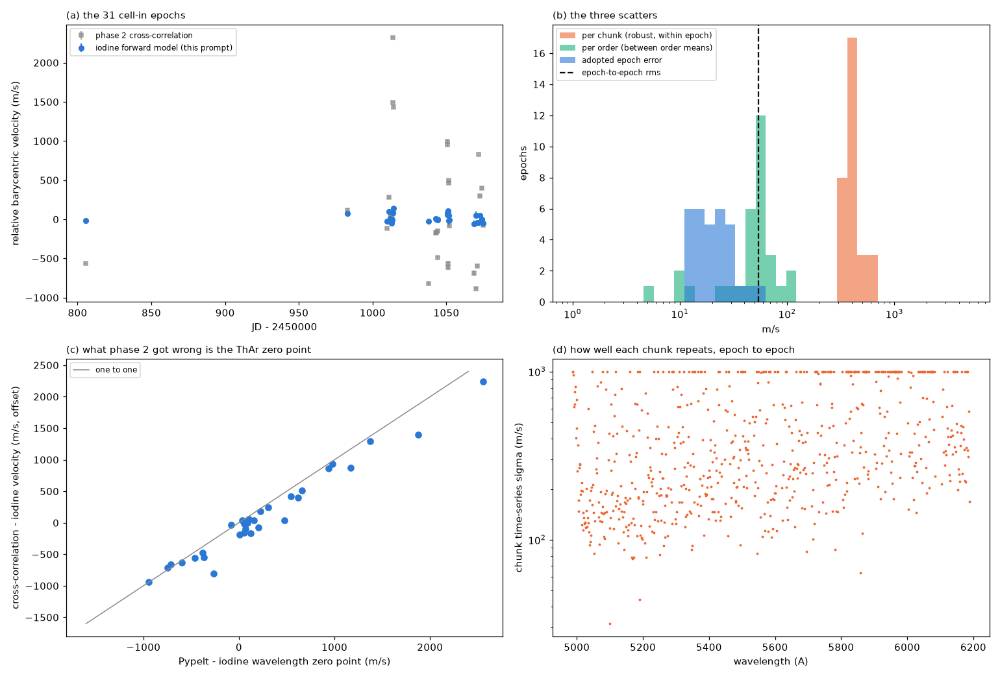 (a) the 31 cell-in epochs
phase 2 cross-correlation
iodine forward model (this prompt)
relative barycentric velocity (m/s)
2000
1500
1000
500
0
−500
−1000
800
850
900
950
1000
1050
JD - 2450000
(b) the three scatters
per chunk (robust, within epoch)
per order (between order means)
adopted epoch error
epoch-to-epoch rms
epochs
16
14
12
10
8
6
4
2
0
10⁰
10¹
10²
10³
m/s
(c) what phase 2 got wrong is the ThAr zero point
one to one
cross-correlation - iodine velocity (m/s, offset)
2500
2000
1500
1000
500
0
−500
−1000
−1500
−1000
0
1000
2000
PypeIt - iodine wavelength zero point (m/s)
(d) how well each chunk repeats, epoch to epoch
chunk time-series sigma (m/s)
10³
10²
5000
5200
5400
5600
5800
6000
6200
wavelength (A)